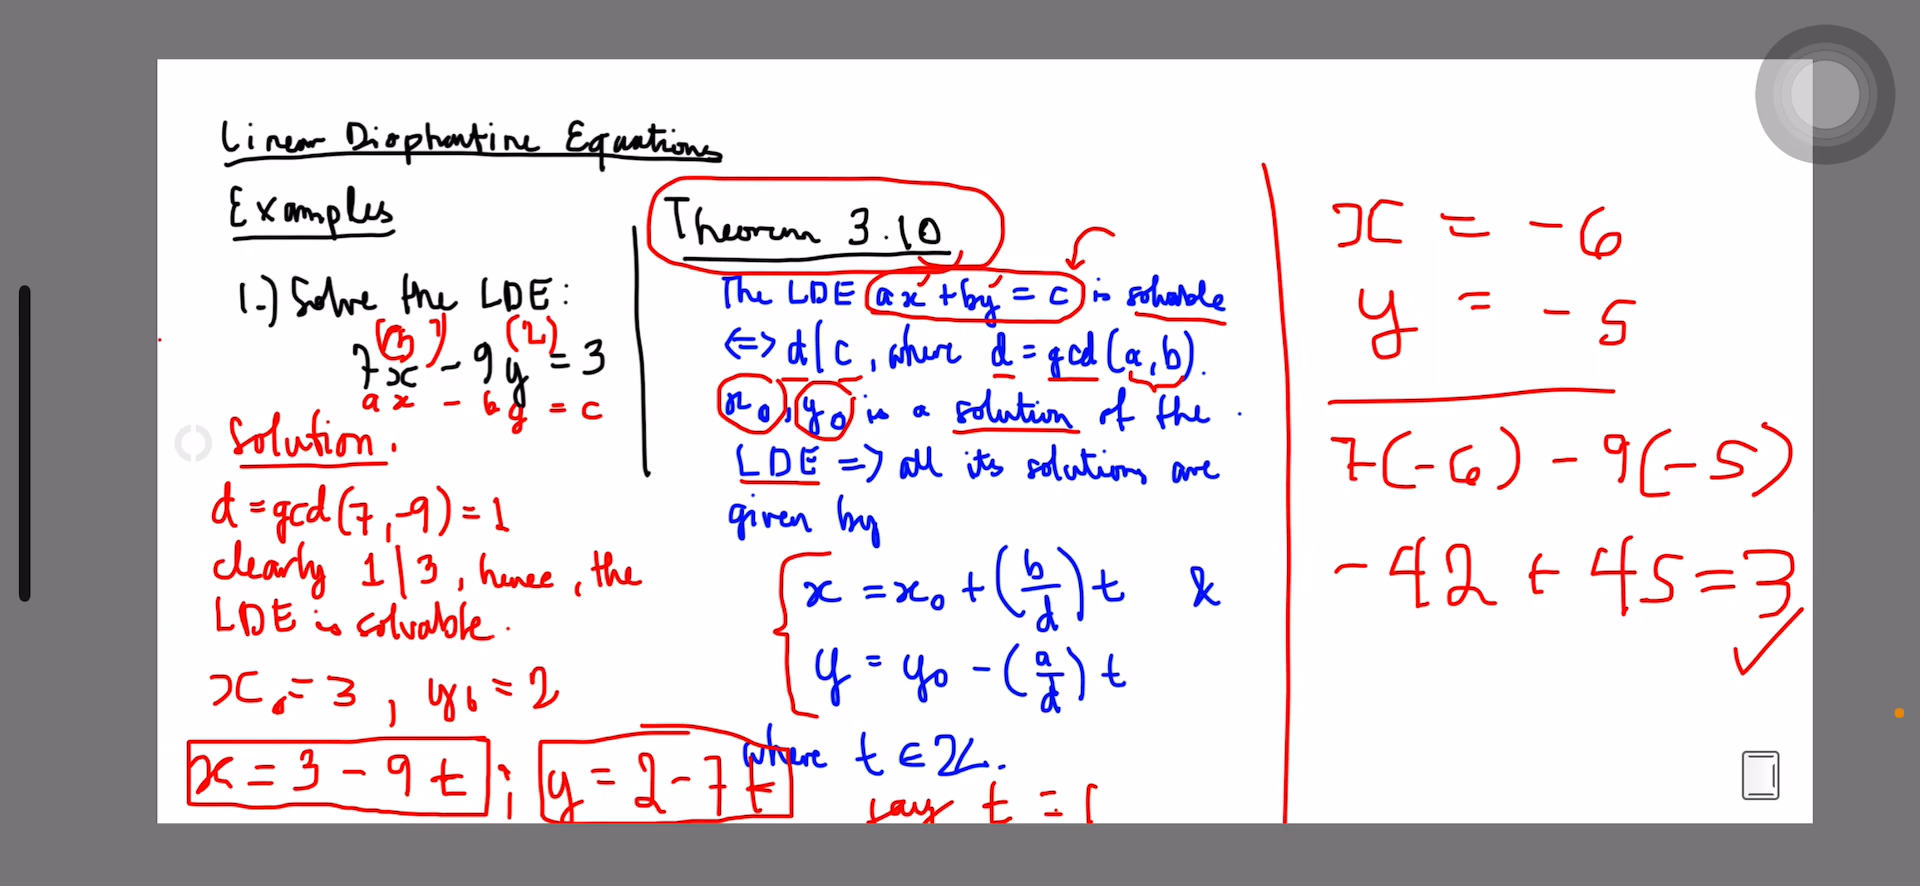 Linear Diophantine Equations
Examples
1.) Solve the LDE:
(3) (2)
7x - 9y = 3
ax - by = c
Solution.
d = gcd(7, -9) = 1
clearly 1|3, hence, the
LDE is solvable.
x₀ = 3, y₀ = 2
x = 3 - 9t ; y = 2 - 7t
Theorem 3.10
The LDE ax + by = c is solvable
<=> d|c, where d = gcd(a,b).
x₀, y₀ is a solution of the
LDE => all its solutions are
given by
x = x₀ + (b/d)t &
y = y₀ - (a/d)t
where t ∈ ℤ.
say t = 1
x = -6
y = -5
7(-6) - 9(-5)
-42 + 45 = 3 ✓